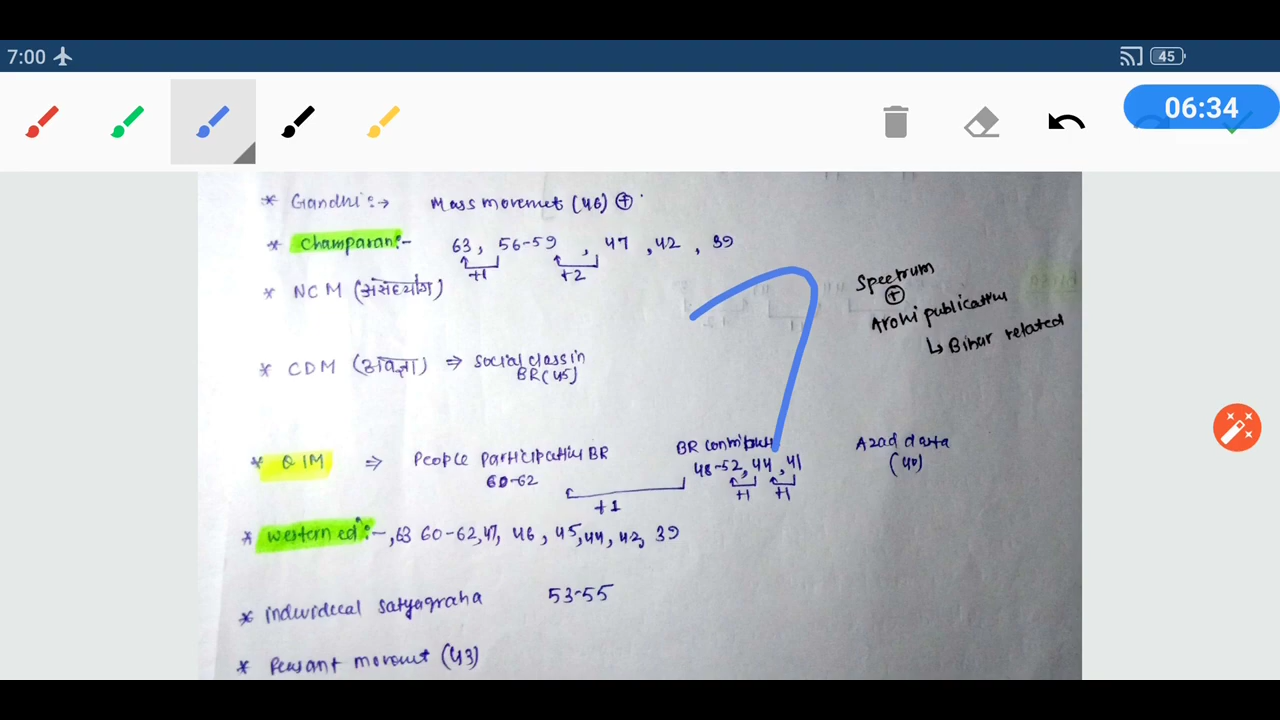 7:00
45
06:34
* Gandhi:→ Mass movemet (46) ⊕
* Champaran:- 63, 56-59, 47, 42, 39
+1 +2
* NCM (असहयोग)
Spectrum
⊕
Arohi publication
↳ Bihar related
* CDM (अवज्ञा) ⇒ social class in
BR (45)
* QIM ⇒ People participation BR
60-62
+1
BR contribution
48-52, 44, 41
+1 +1
Azad dasta
(40)
* Western ed:-, 63 60-62, 47, 46, 45, 44, 42, 39
* individual satyagraha 53-55
* Peasant movemt (43)